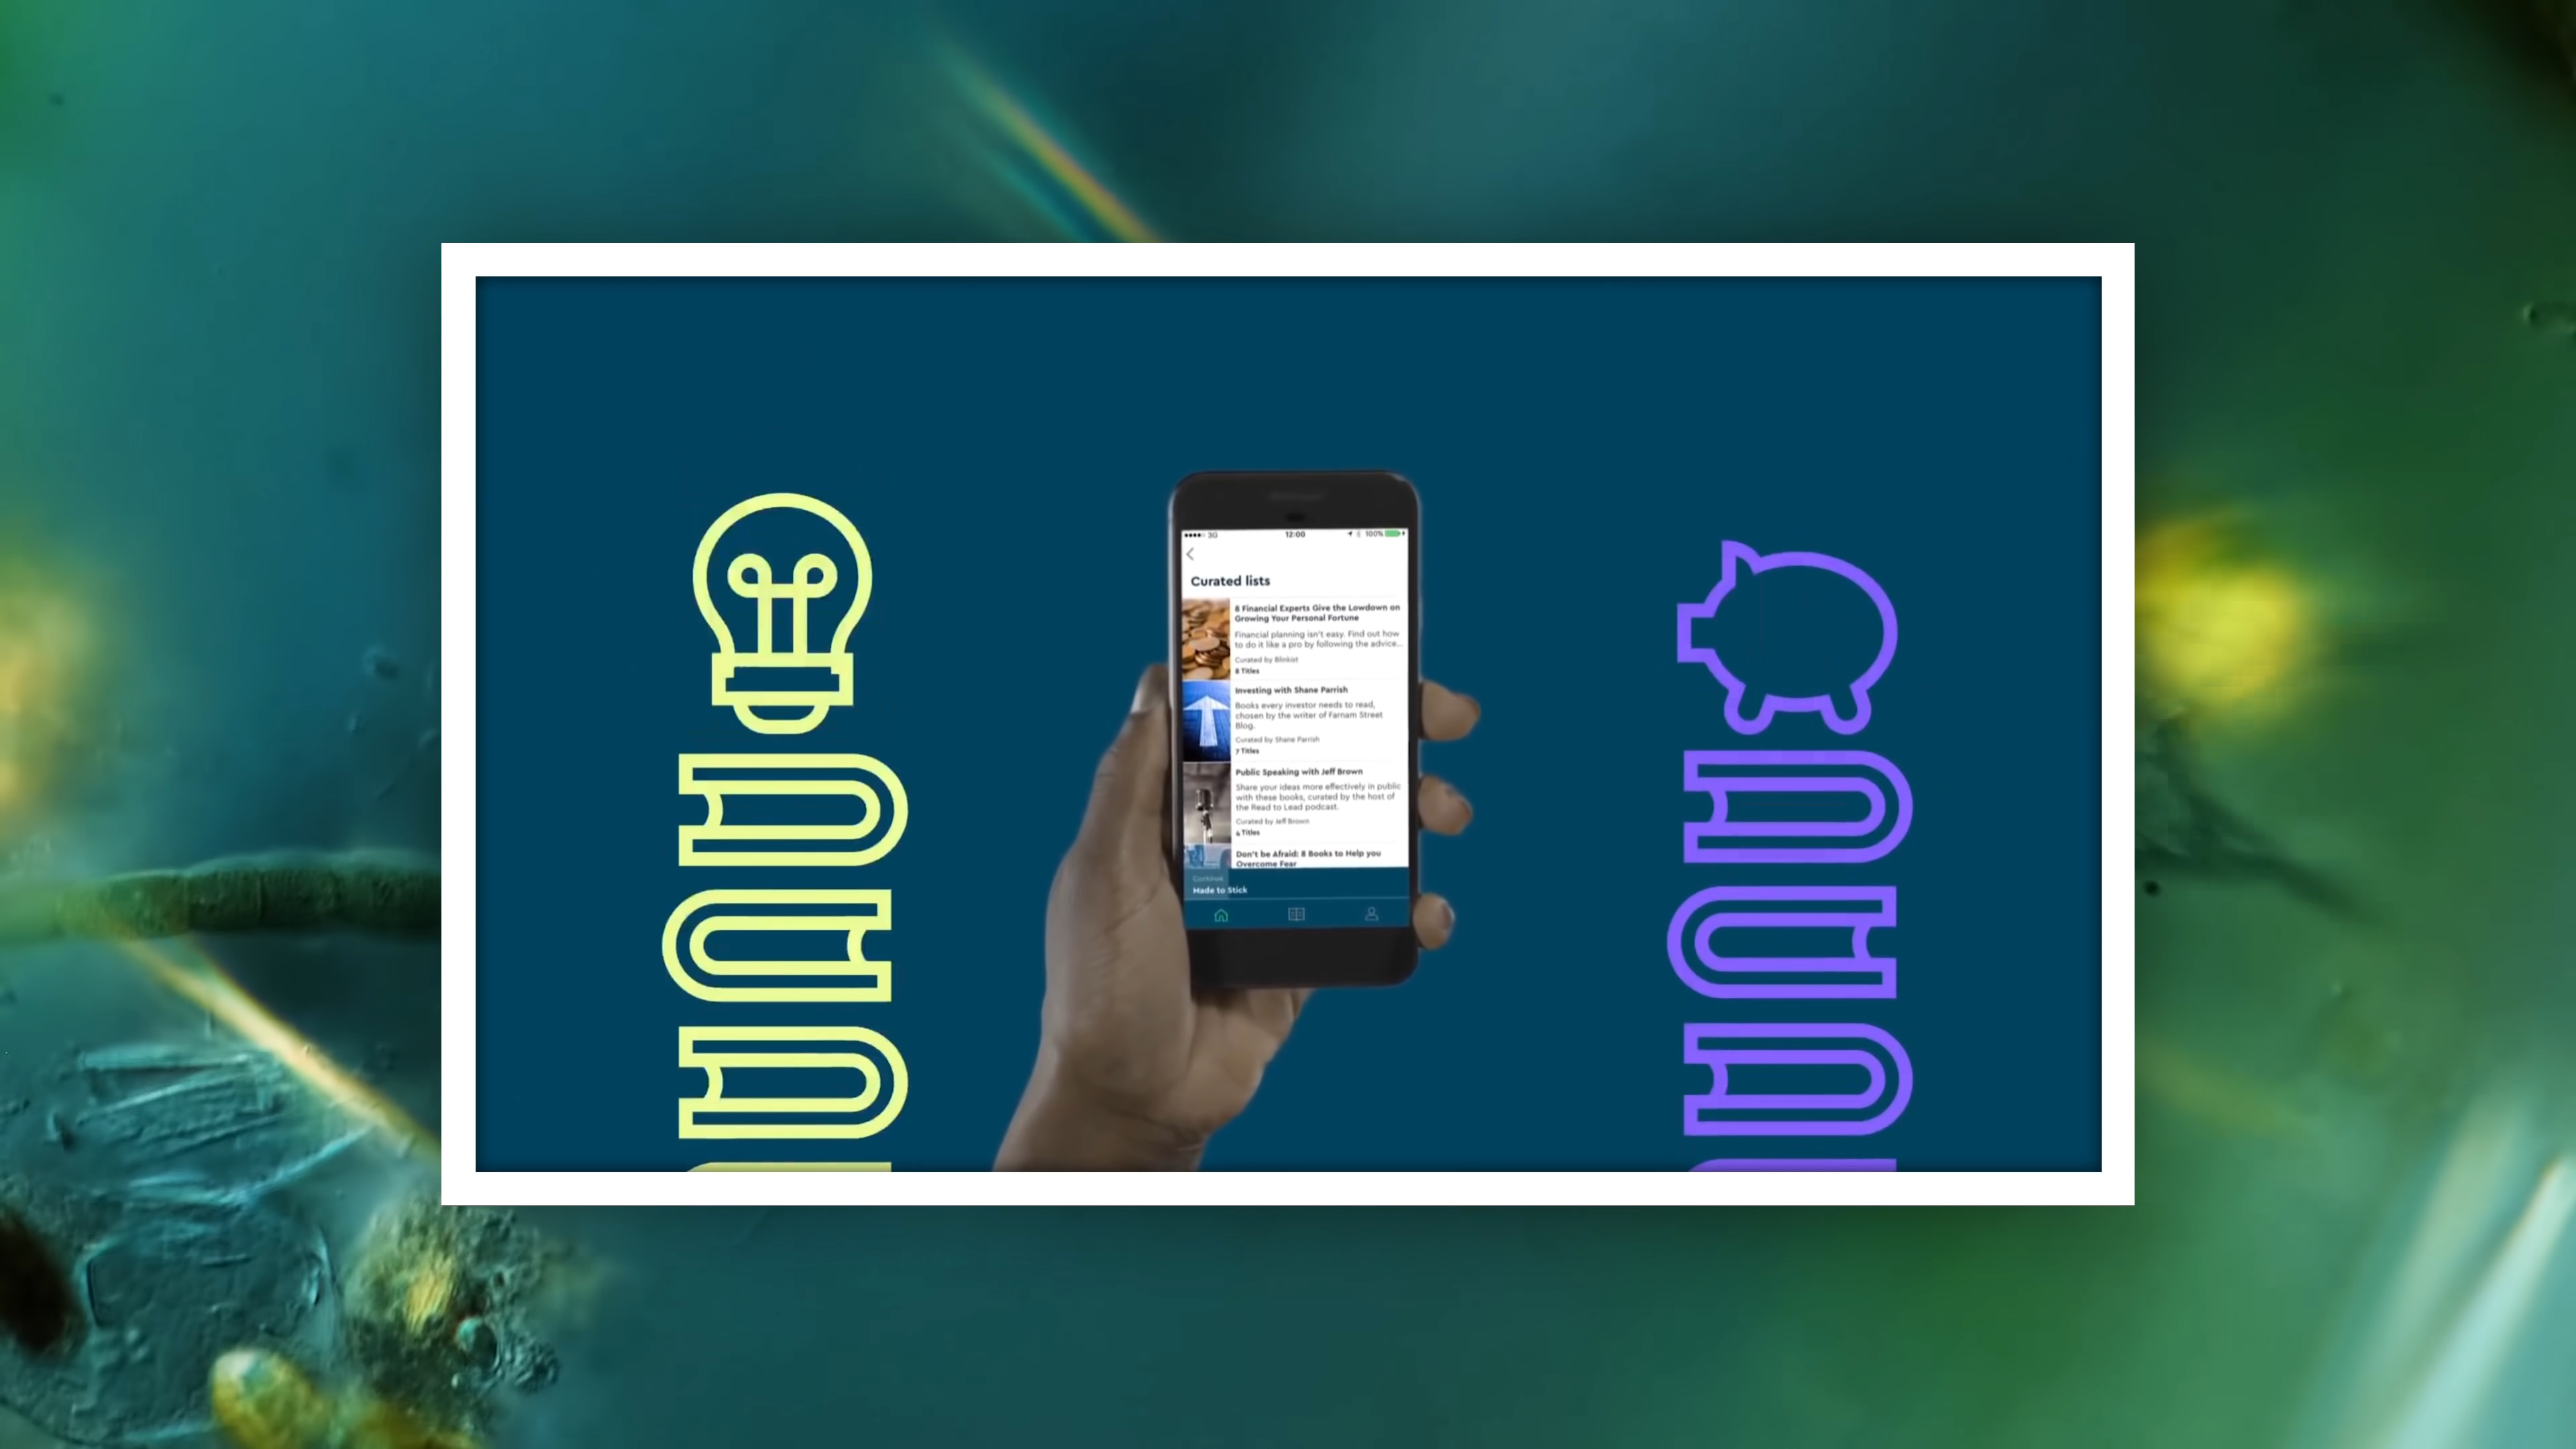 3G 12:00 100%
Curated lists
8 Financial Experts Give the Lowdown on
Growing Your Personal Fortune
Financial planning isn't easy. Find out how
to do it like a pro by following the advice...
Curated by Blinkist
8 Titles
Investing with Shane Parrish
Books every investor needs to read,
chosen by the writer of Farnam Street
Blog.
Curated by Shane Parrish
7 Titles
Public Speaking with Jeff Brown
Share your ideas more effectively in public
with these books, curated by the host of
the Read to Lead podcast.
Curated by Jeff Brown
4 Titles
Don't be Afraid: 8 Books to Help you
Overcome Fear
Continue
Made to Stick